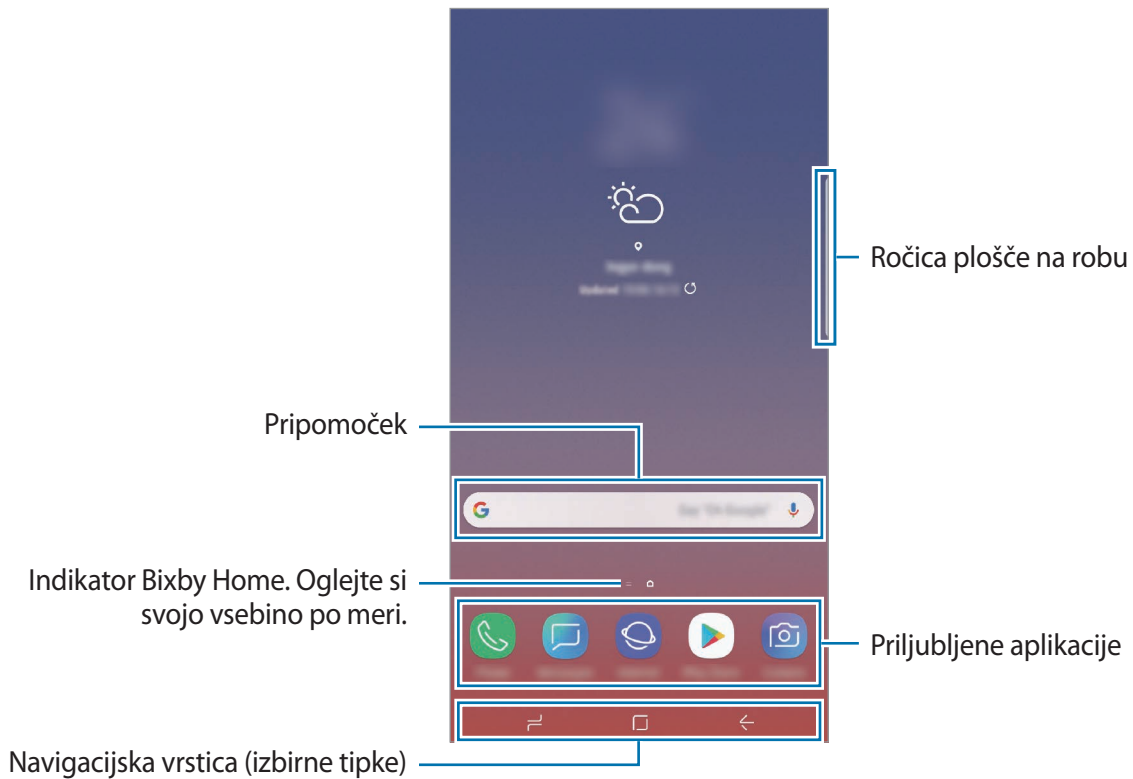 Ročica plošče na robu
Pripomoček
Indikator Bixby Home. Oglejte si
svojo vsebino po meri.
Priljubljene aplikacije
Navigacijska vrstica (izbirne tipke)